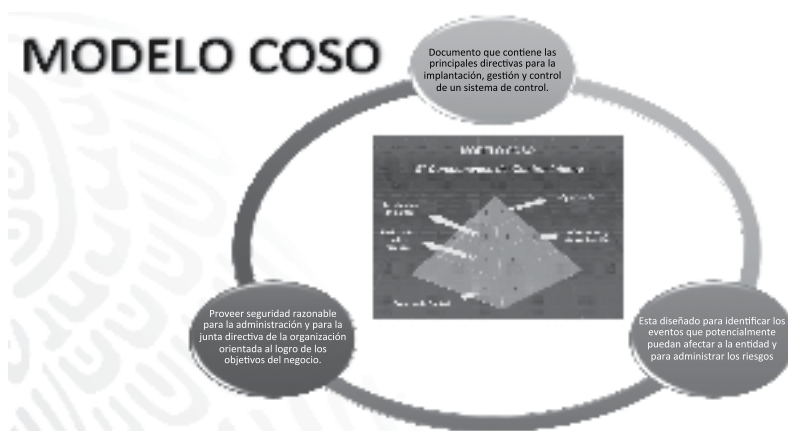 MODELO COSO
Documento que contiene las
principales directivas para la
implantación, gestión y control
de un sistema de control.
MODELO COSO
Proveer seguridad razonable
para la administración y para la
junta directiva de la organización
orientada al logro de los
objetivos del negocio.
Esta diseñado para identificar los
eventos que potencialmente
puedan afectar a la entidad y
para administrar los riesgos